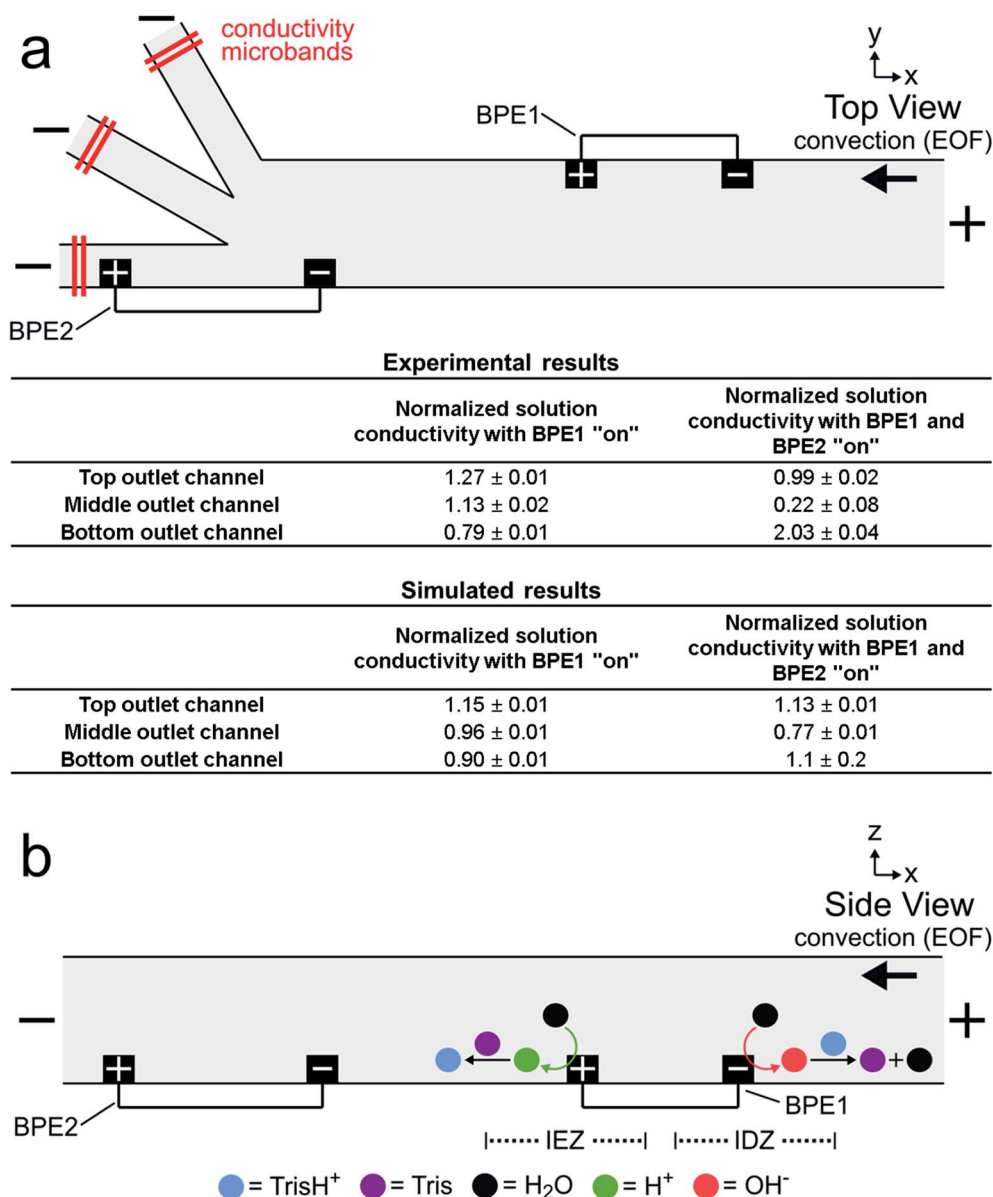 a
conductivity
microbands
y
x
Top View
convection (EOF)
BPE1
+
−
−
−
−
+
+
−
BPE2
Experimental results
Normalized solution conductivity with BPE1 "on"
Normalized solution conductivity with BPE1 and BPE2 "on"
Top outlet channel 1.27 ± 0.01 0.99 ± 0.02
Middle outlet channel 1.13 ± 0.02 0.22 ± 0.08
Bottom outlet channel 0.79 ± 0.01 2.03 ± 0.04
Simulated results
Normalized solution conductivity with BPE1 "on"
Normalized solution conductivity with BPE1 and BPE2 "on"
Top outlet channel 1.15 ± 0.01 1.13 ± 0.01
Middle outlet channel 0.96 ± 0.01 0.77 ± 0.01
Bottom outlet channel 0.90 ± 0.01 1.1 ± 0.2
b
z
x
Side View
convection (EOF)
−
+
+
−
+
−
+
BPE2
BPE1
IEZ
IDZ
= TrisH⁺ = Tris = H₂O = H⁺ = OH⁻